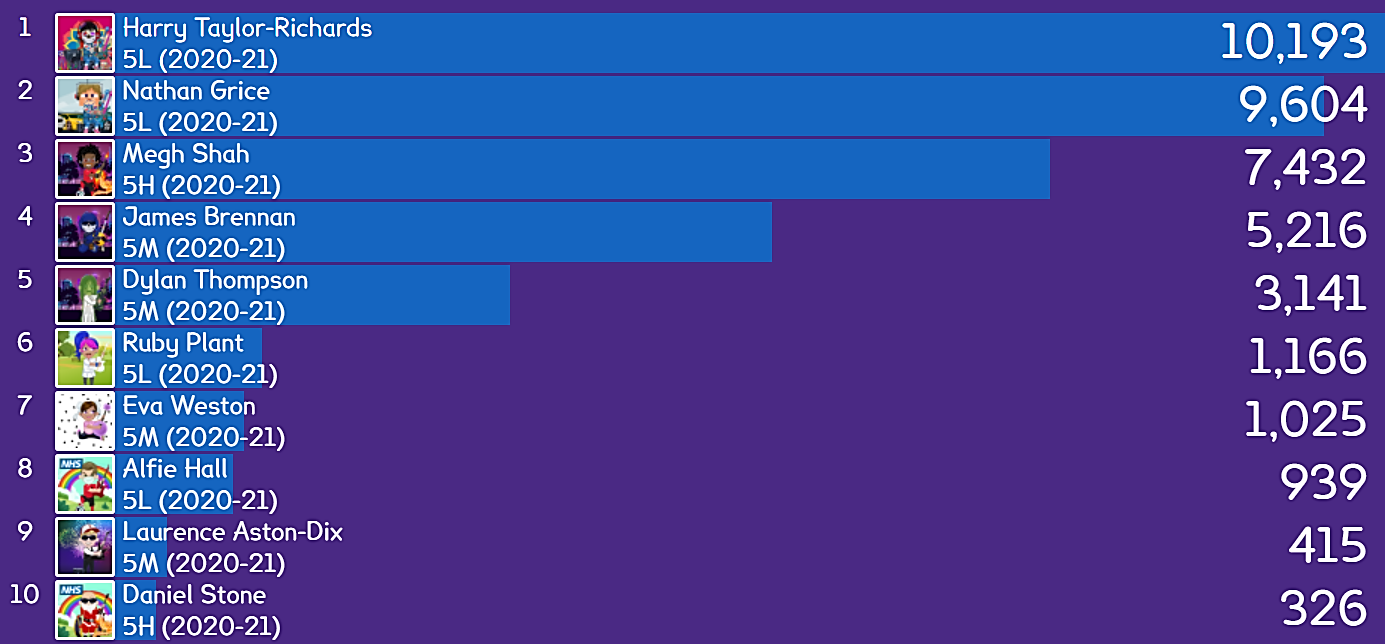 1
Harry Taylor-Richards
5L (2020-21)
10,193
2
Nathan Grice
5L (2020-21)
9,604
3
Megh Shah
5H (2020-21)
7,432
4
James Brennan
5M (2020-21)
5,216
5
Dylan Thompson
5M (2020-21)
3,141
6
Ruby Plant
5L (2020-21)
1,166
7
Eva Weston
5M (2020-21)
1,025
8
NHS
Alfie Hall
5L (2020-21)
939
9
Laurence Aston-Dix
5M (2020-21)
415
10
NHS
Daniel Stone
5H (2020-21)
326